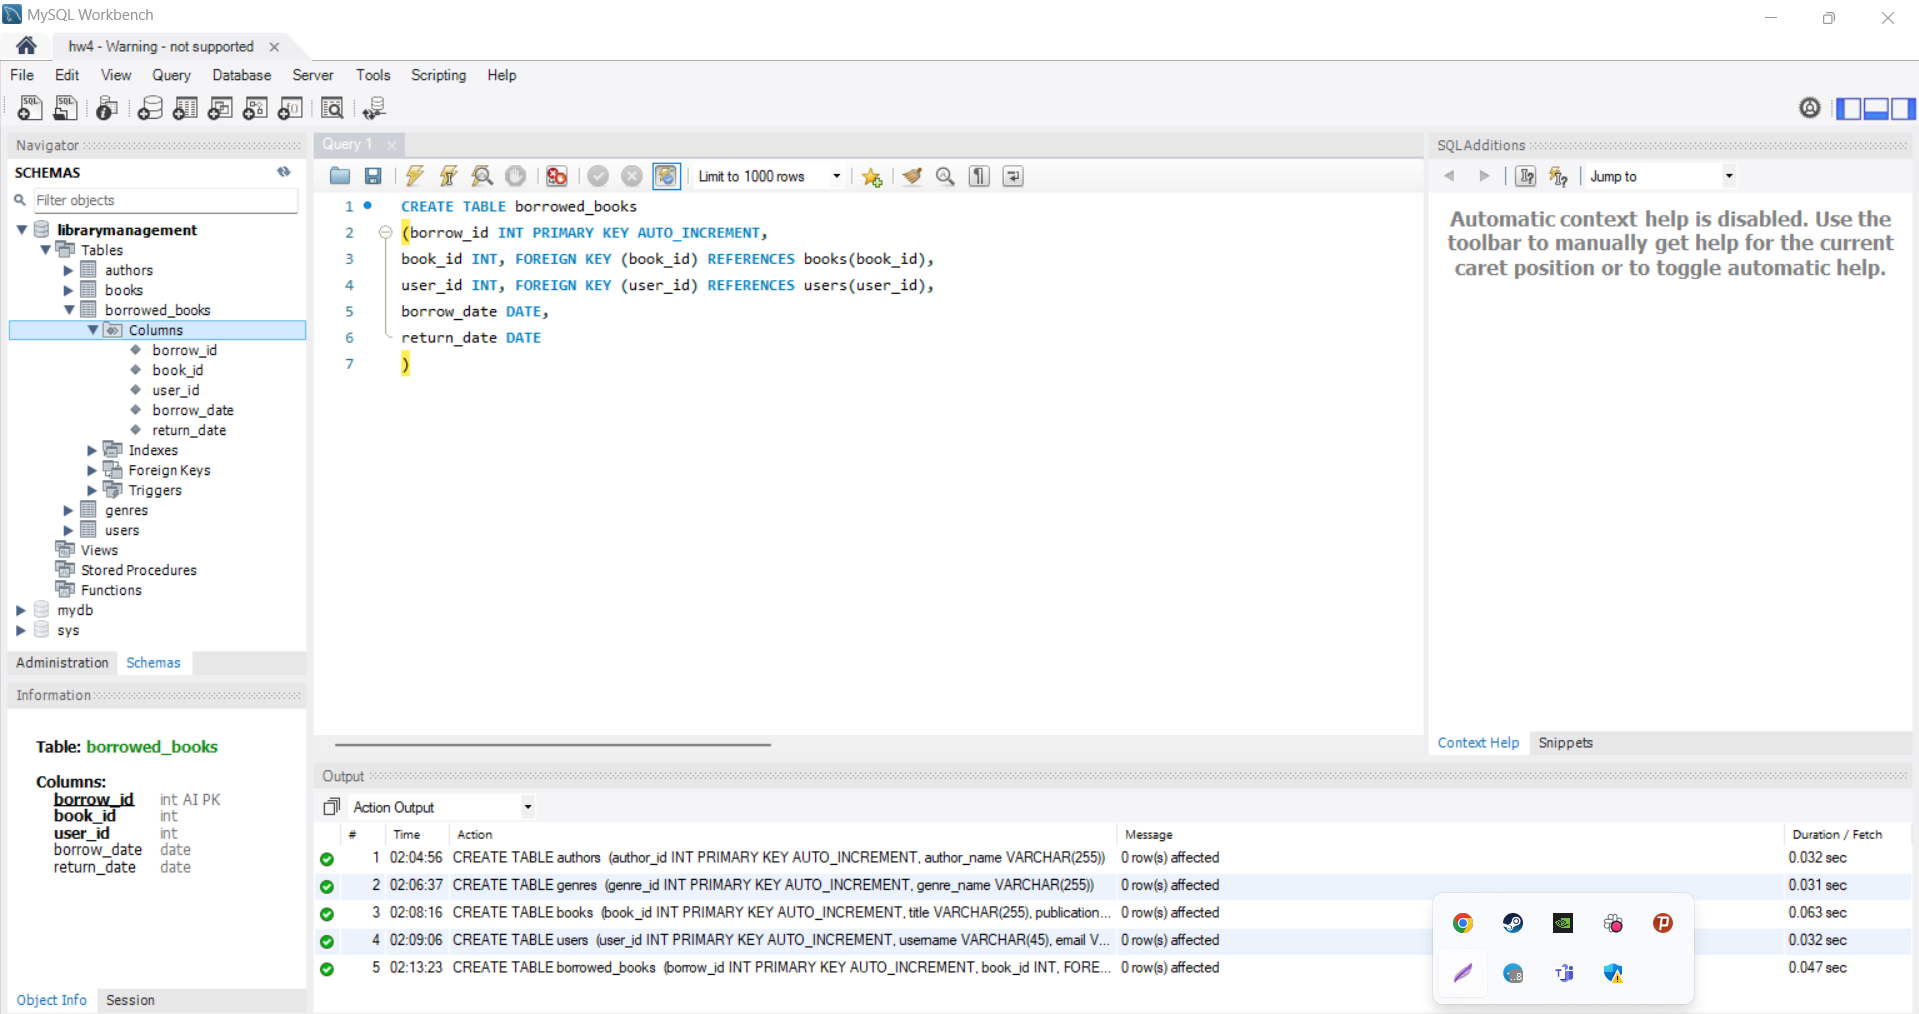 MySQL Workbench
hw4 - Warning - not supported
File Edit View Query Database Server Tools Scripting Help
Navigator
SCHEMAS
Filter objects
librarymanagement
Tables
authors
books
borrowed_books
Columns
borrow_id
book_id
user_id
borrow_date
return_date
Indexes
Foreign Keys
Triggers
genres
users
Views
Stored Procedures
Functions
mydb
sys
Administration Schemas
Information
Table: borrowed_books
Columns:
borrow_id int AI PK
book_id int
user_id int
borrow_date date
return_date date
Object Info Session
Query 1
Limit to 1000 rows
1 CREATE TABLE borrowed_books
2 (borrow_id INT PRIMARY KEY AUTO_INCREMENT,
3 book_id INT, FOREIGN KEY (book_id) REFERENCES books(book_id),
4 user_id INT, FOREIGN KEY (user_id) REFERENCES users(user_id),
5 borrow_date DATE,
6 return_date DATE
7 )
SQLAdditions
Jump to
Automatic context help is disabled. Use the
toolbar to manually get help for the current
caret position or to toggle automatic help.
Context Help Snippets
Output
Action Output
# Time Action Message Duration / Fetch
1 02:04:56 CREATE TABLE authors (author_id INT PRIMARY KEY AUTO_INCREMENT, author_name VARCHAR(255)) 0 row(s) affected 0.032 sec
2 02:06:37 CREATE TABLE genres (genre_id INT PRIMARY KEY AUTO_INCREMENT, genre_name VARCHAR(255)) 0 row(s) affected 0.031 sec
3 02:08:16 CREATE TABLE books (book_id INT PRIMARY KEY AUTO_INCREMENT, title VARCHAR(255), publication... 0 row(s) affected 0.063 sec
4 02:09:06 CREATE TABLE users (user_id INT PRIMARY KEY AUTO_INCREMENT, username VARCHAR(45), email V... 0 row(s) affected 0.032 sec
5 02:13:23 CREATE TABLE borrowed_books (borrow_id INT PRIMARY KEY AUTO_INCREMENT, book_id INT, FORE... 0 row(s) affected 0.047 sec